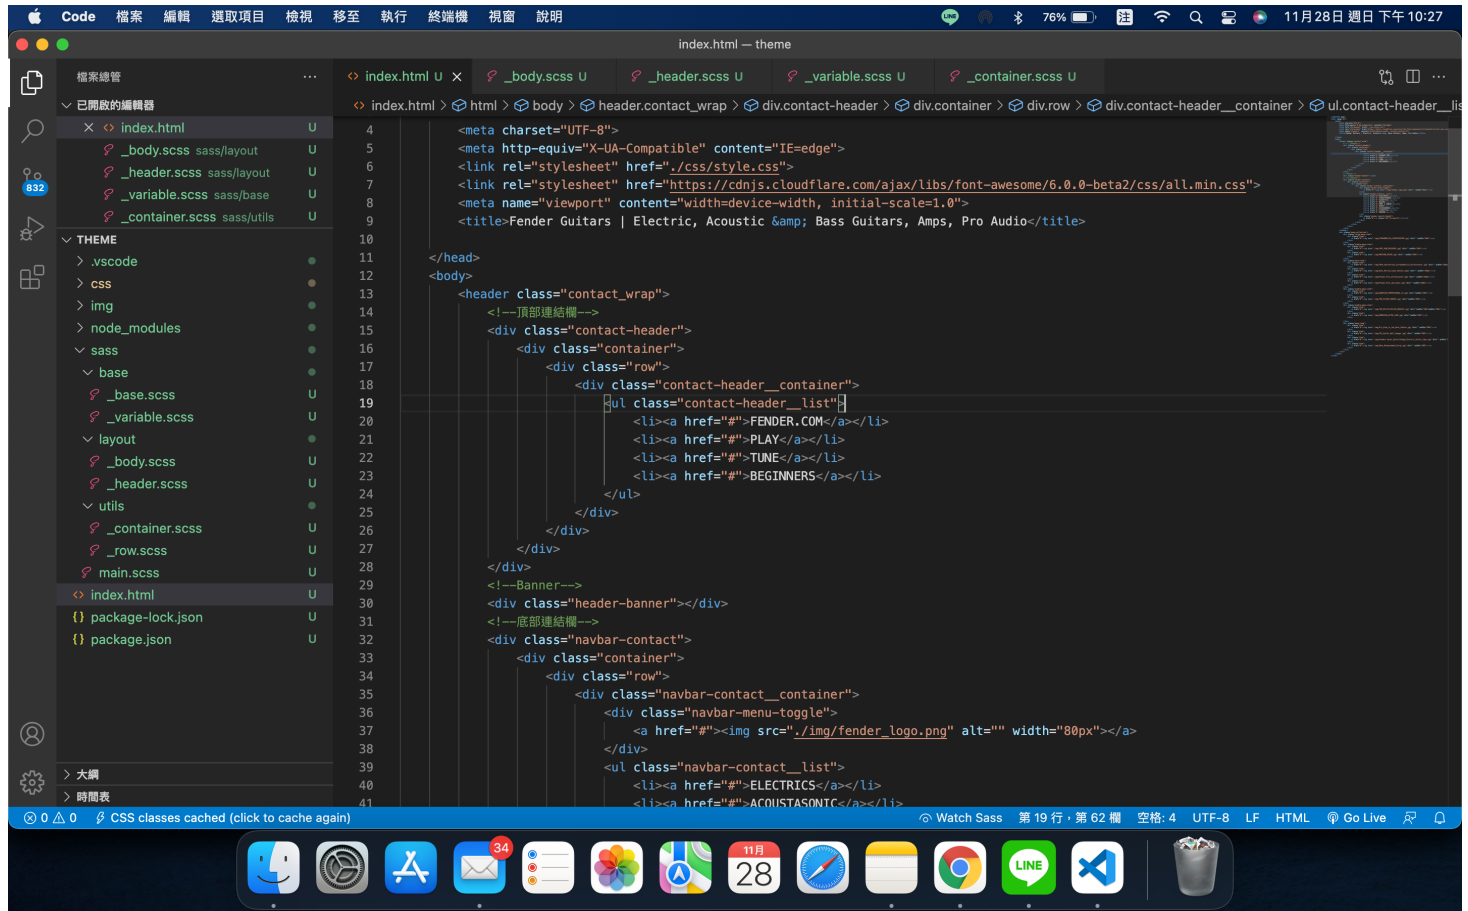 Code 檔案 編輯 選取項目 檢視 移至 執行 終端機 視窗 說明 LINE 76% 注 11月28日 週日 下午 10:27
index.html — theme
檔案總管 ···
已開啟的編輯器
index.html U
_body.scss sass/layout U
_header.scss sass/layout U
_variable.scss sass/base U
_container.scss sass/utils U
832
THEME
.vscode
css
img
node_modules
sass
base
_base.scss U
_variable.scss U
layout
_body.scss U
_header.scss U
utils
_container.scss U
_row.scss U
main.scss U
index.html U
{} package-lock.json U
{} package.json U
大綱
時間表
<> index.html U × _body.scss U _header.scss U _variable.scss U _container.scss U ···
<> index.html > html > body > header.contact_wrap > div.contact-header > div.container > div.row > div.contact-header__container > ul.contact-header__lis
4 <meta charset="UTF-8">
5 <meta http-equiv="X-UA-Compatible" content="IE=edge">
6 <link rel="stylesheet" href="./css/style.css">
7 <link rel="stylesheet" href="https://cdnjs.cloudflare.com/ajax/libs/font-awesome/6.0.0-beta2/css/all.min.css">
8 <meta name="viewport" content="width=device-width, initial-scale=1.0">
9 <title>Fender Guitars | Electric, Acoustic &amp; Bass Guitars, Amps, Pro Audio</title>
10
11 </head>
12 <body>
13 <header class="contact_wrap">
14 <!--頂部連結欄-->
15 <div class="contact-header">
16 <div class="container">
17 <div class="row">
18 <div class="contact-header__container">
19 <ul class="contact-header__list">
20 <li><a href="#">FENDER.COM</a></li>
21 <li><a href="#">PLAY</a></li>
22 <li><a href="#">TUNE</a></li>
23 <li><a href="#">BEGINNERS</a></li>
24 </ul>
25 </div>
26 </div>
27 </div>
28 </div>
29 <!--Banner-->
30 <div class="header-banner"></div>
31 <!--底部連結欄-->
32 <div class="navbar-contact">
33 <div class="container">
34 <div class="row">
35 <div class="navbar-contact__container">
36 <div class="navbar-menu-toggle">
37 <a href="#"><img src="./img/fender_logo.png" alt="" width="80px"></a>
38 </div>
39 <ul class="navbar-contact__list">
40 <li><a href="#">ELECTRICS</a></li>
41 <li><a href="#">ACOUSTASONIC</a></li>
0 0 CSS classes cached (click to cache again) Watch Sass 第 19 行，第 62 欄 空格: 4 UTF-8 LF HTML Go Live
34 11月 28 LINE